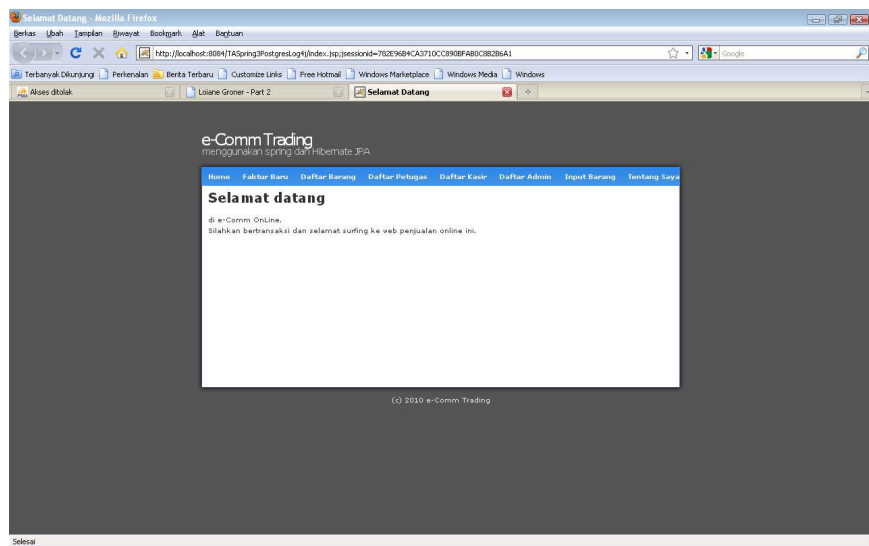 Selamat Datang - Mozilla Firefox
Berkas Ubah Tampilan Riwayat Bookmark Alat Bantuan
http://localhost:8084/TASpring3PostgresLog4j/index.jsp;jsessionid=782E96B4CA3710CC890BFAB0C8B2B6A1 Google
Terbanyak Dikunjungi Perkenalan Berita Terbaru Customize Links Free Hotmail Windows Marketplace Windows Media Windows
Akses ditolak Loiane Groner - Part 2 Selamat Datang
e-Comm Trading
menggunakan spring dan Hibernate JPA
Home Faktur Baru Daftar Barang Daftar Petugas Daftar Kasir Daftar Admin Input Barang Tentang Saya
Selamat datang
di e-Comm OnLine.
Silahkan bertransaksi dan selamat surfing ke web penjualan online ini.
(c) 2010 e-Comm Trading
Selesai